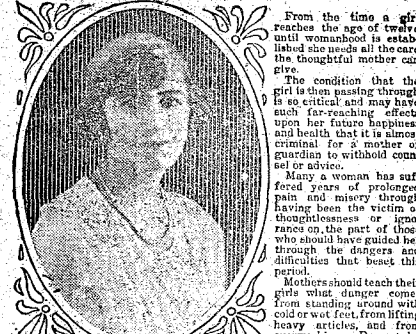 From the time a gir
reaches the age of twelve
until womanhood is estab
lished she needs all the care
the thoughtful mother can
give.
The condition that the
girl is then passing through
is so critical and may have
such far-reaching effect
upon her future happiness
and health that it is almos
criminal for a mother or
guardian to withhold coun
sel or advice.
Many a woman has suf
fered years of prolonged
pain and misery through
having been the victim o
thoughtlessness or igno
rance on the part of those
who should have guided he
through the dangers and
difficulties that beset this
period.
Mothers should teach their
girls what danger come
from standing around with
cold or wet feet, from lifting
heavy articles, and from